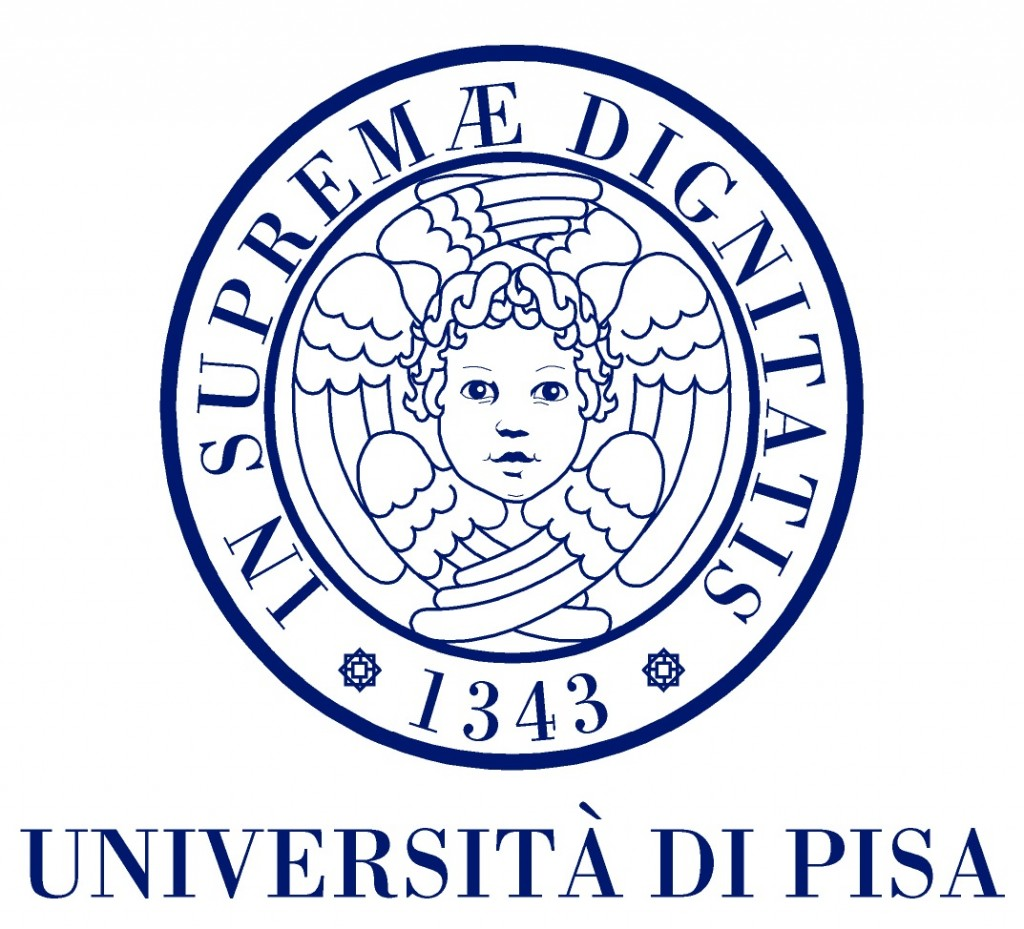 IN SUPREMÆ DIGNITATIS
1343
UNIVERSITÀ DI PISA